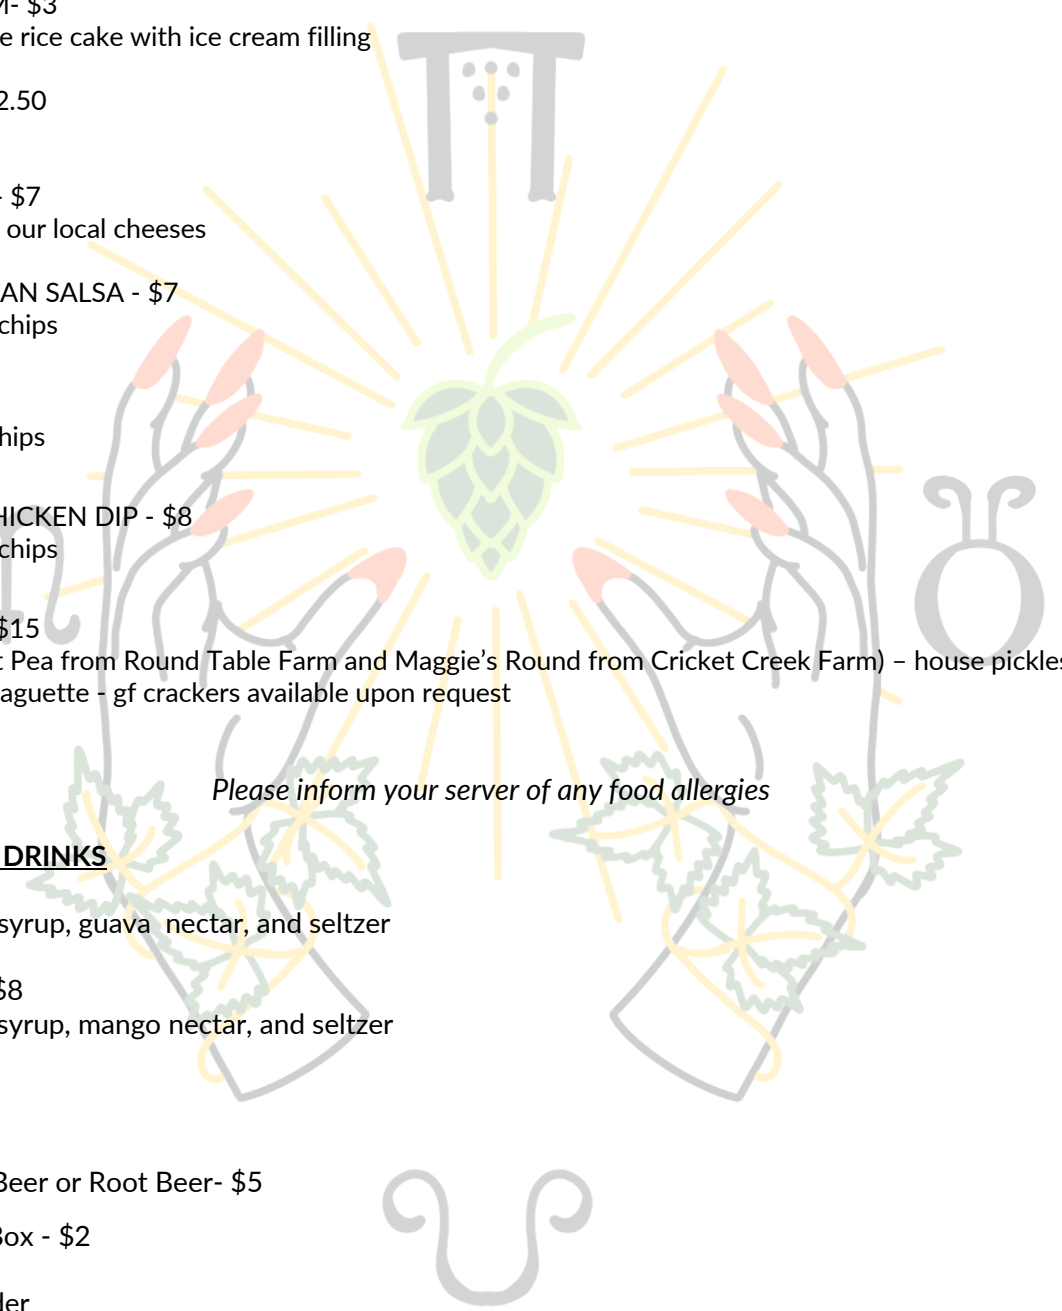 - $3
e rice cake with ice cream filling
2.50
- $7
our local cheeses
AN SALSA - $7
chips
hips
HICKEN DIP - $8
chips
$15
t Pea from Round Table Farm and Maggie’s Round from Cricket Creek Farm) – house pickles
aguette - gf crackers available upon request
Please inform your server of any food allergies
DRINKS
syrup, guava nectar, and seltzer
$8
syrup, mango nectar, and seltzer
Beer or Root Beer- $5
Box - $2
der